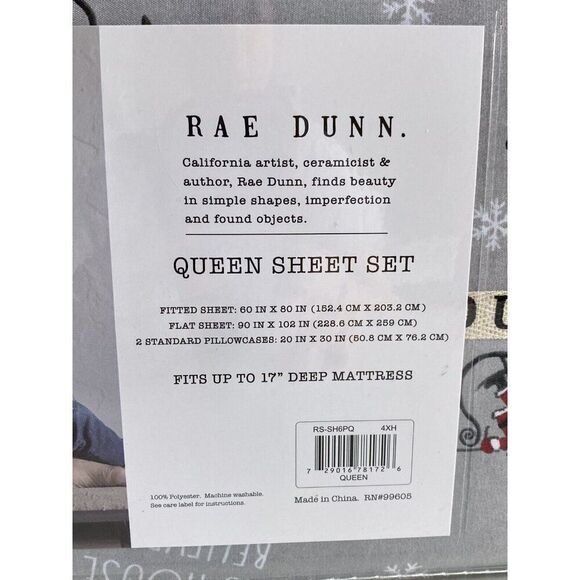 RAE DUNN.
California artist, ceramicist &
author, Rae Dunn, finds beauty
in simple shapes, imperfection
and found objects.
QUEEN SHEET SET
FITTED SHEET: 60 IN X 80 IN (152.4 CM X 203.2 CM)
FLAT SHEET: 90 IN X 102 IN (228.6 CM X 259 CM)
2 STANDARD PILLOWCASES: 20 IN X 30 IN (50.8 CM X 76.2 CM)
FITS UP TO 17" DEEP MATTRESS
RS-SH6PQ 4XH
7 29016 78172 6
QUEEN
100% Polyester. Machine washable.
See care label for instructions.
Made in China. RN#99605
HOUSE
BELIEVE